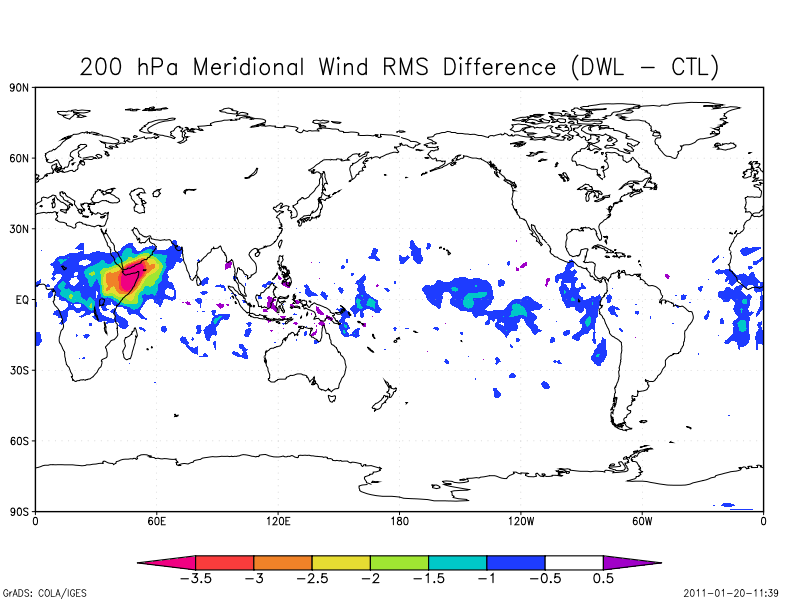 200 hPa Meridional Wind RMS Difference (DWL – CTL)
90N
60N
30N
EQ
30S
60S
90S
0 60E 120E 180 120W 60W 0
−3.5 −3 −2.5 −2 −1.5 −1 −0.5 0.5
GrADS: COLA/IGES 2011-01-20-11:39